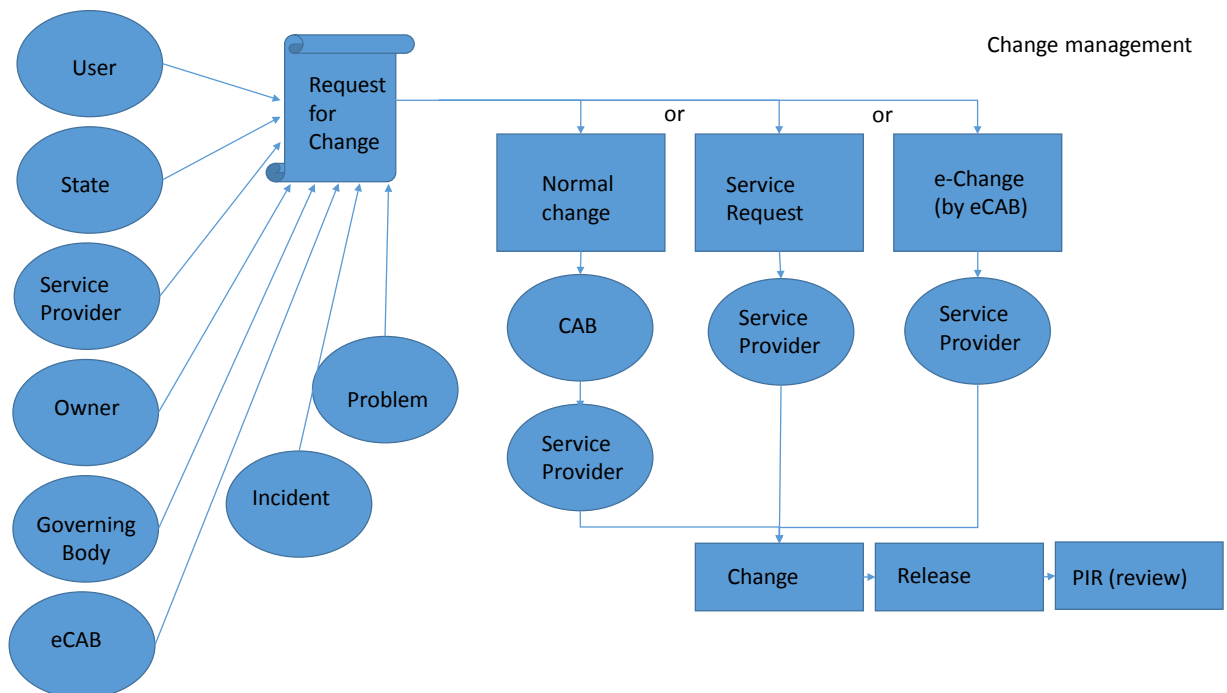 Change management
User
Request
for
Change
or
or
State
Normal
change
Service
Request
e-Change
(by eCAB)
Service
Provider
CAB
Service
Provider
Service
Provider
Owner
Problem
Service
Provider
Incident
Governing
Body
Change
Release
PIR (review)
eCAB